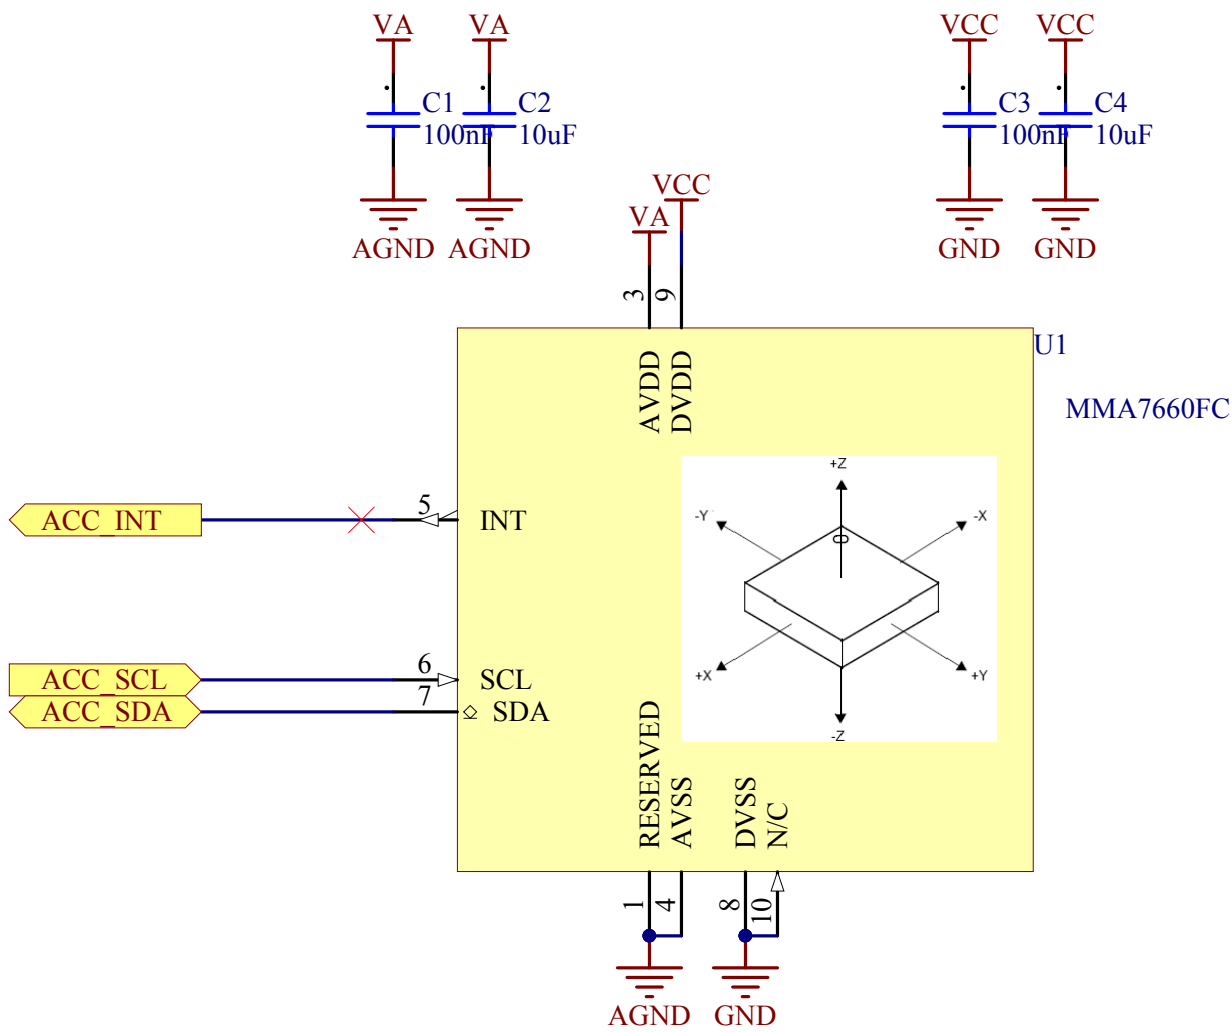 VA
VA
VCC
VCC
C1
100nF
C2
10uF
C3
100nF
C4
10uF
AGND
AGND
GND
GND
VA
VCC
3
9
AVDD
DVDD
U1
MMA7660FC
ACC_INT
5
INT
ACC_SCL
6
SCL
ACC_SDA
7
SDA
+Z
-Y
-X
0
+X
+Y
-Z
RESERVED
AVSS
DVSS
N/C
1
4
8
10
AGND
GND